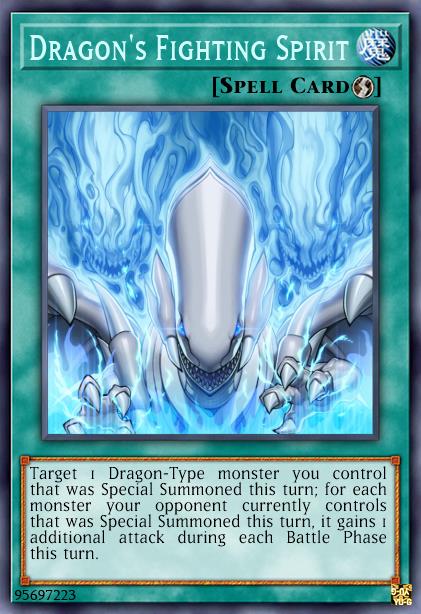 Dragon's Fighting Spirit
[Spell Card]
Target 1 Dragon-Type monster you control
that was Special Summoned this turn; for each
monster your opponent currently controls
that was Special Summoned this turn, it gains 1
additional attack during each Battle Phase
this turn.
95697223